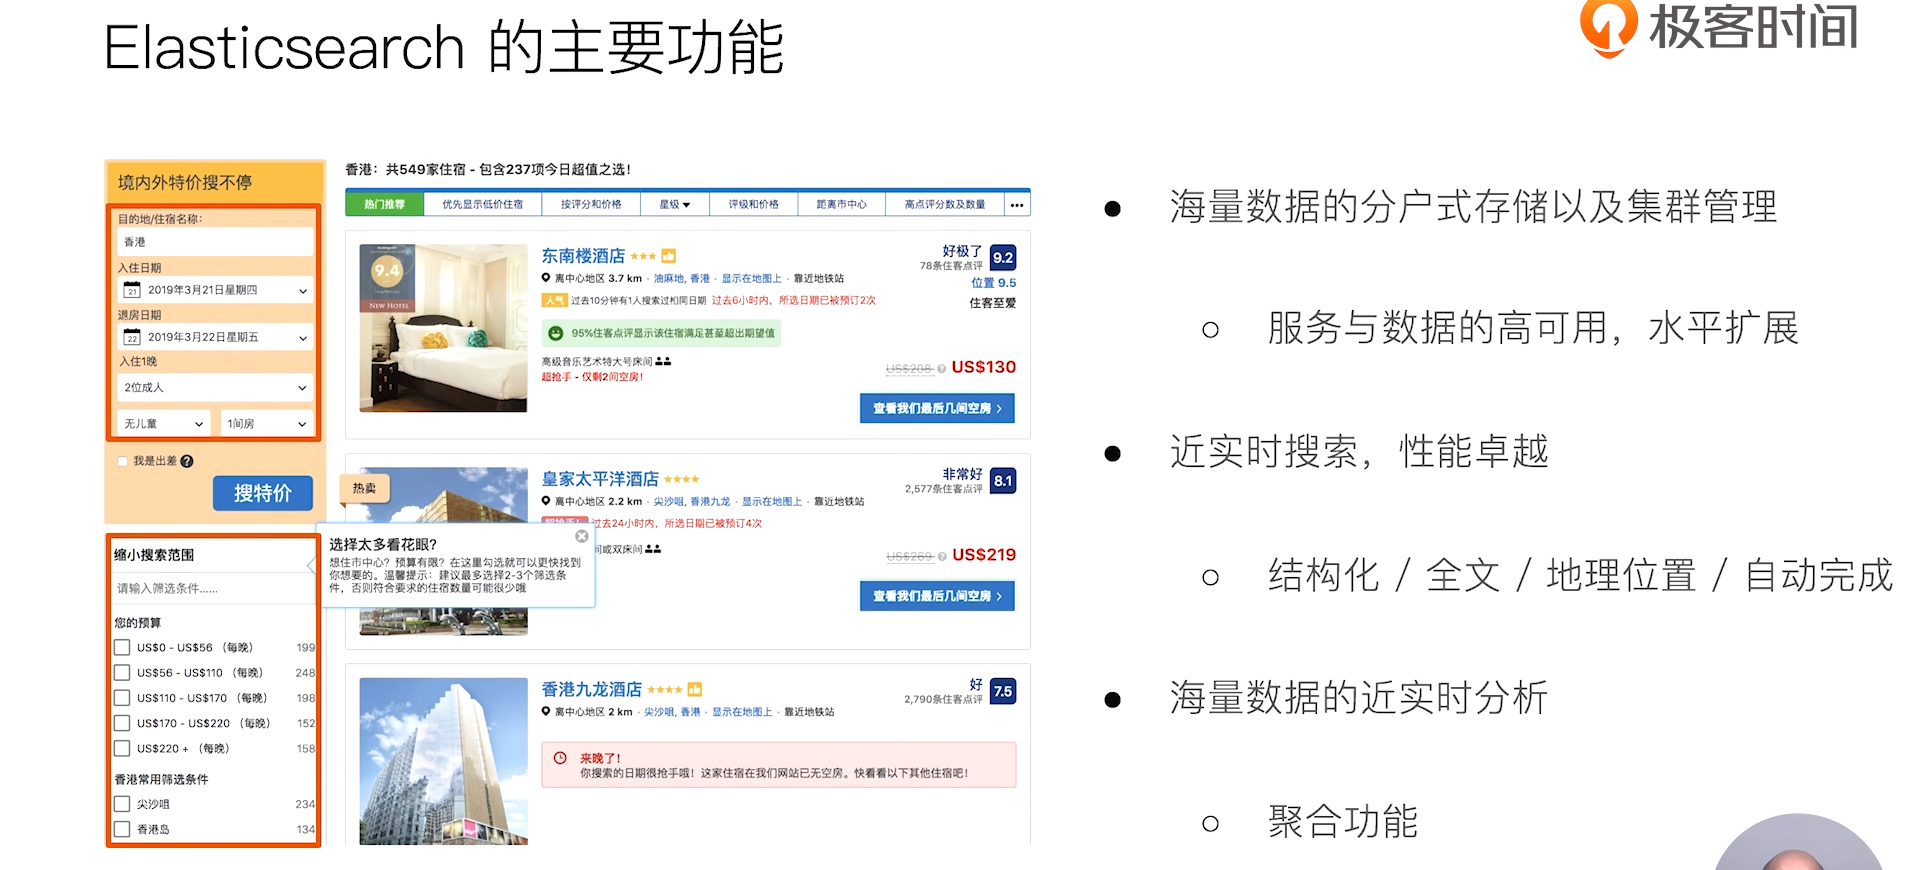 Elasticsearch 的主要功能
极客时间
境内外特价搜不停
目的地/住宿名称:
香港
入住日期
21
2019年3月21日星期四
退房日期
22
2019年3月22日星期五
入住1晚
2位成人
无儿童
1间房
我是出差
搜特价
缩小搜索范围
请输入筛选条件......
您的预算
US$0 - US$56 （每晚） 199
US$56 - US$110 （每晚） 248
US$110 - US$170 （每晚） 198
US$170 - US$220 （每晚） 152
US$220 + （每晚） 158
香港常用筛选条件
尖沙咀 234
香港岛 134
香港：共549家住宿 - 包含237项今日超值之选！
热门推荐 优先显示低价住宿 按评分和价格 星级 评级和价格 距离市中心 高点评分数及数量 •••
9.4
NEW HOTEL
东南楼酒店
离中心地区 3.7 km · 油麻地, 香港 · 显示在地图上 · 靠近地铁站
人气 过去10分钟有1人搜索过相同日期 过去6小时内，所选日期已被预订2次
95%住客点评显示该住宿满足甚至超出期望值
高级音乐艺术特大号床间
超抢手 - 仅剩2间空房！
好极了 9.2
78条住客点评
位置 9.5
住客至爱
US$208 US$130
查看我们最后几间空房
热卖
皇家太平洋酒店
离中心地区 2.2 km · 尖沙咀, 香港九龙 · 显示在地图上 · 靠近地铁站
过去24小时内，所选日期已被预订4次
间或双床间
非常好 8.1
2,577条住客点评
US$269 US$219
查看我们最后几间空房
选择太多看花眼?
想住市中心？预算有限？在这里勾选就可以更快找到
你想要的。温馨提示：建议最多选择2-3个筛选条
件，否则符合要求的住宿数量可能很少哦
香港九龙酒店
离中心地区 2 km · 尖沙咀, 香港 · 显示在地图上 · 靠近地铁站
好 7.5
2,790条住客点评
来晚了！
你搜索的日期很抢手哦！这家住宿在我们网站已无空房。快看看以下其他住宿吧！
● 海量数据的分户式存储以及集群管理
○ 服务与数据的高可用，水平扩展
● 近实时搜索，性能卓越
○ 结构化 / 全文 / 地理位置 / 自动完成
● 海量数据的近实时分析
○ 聚合功能